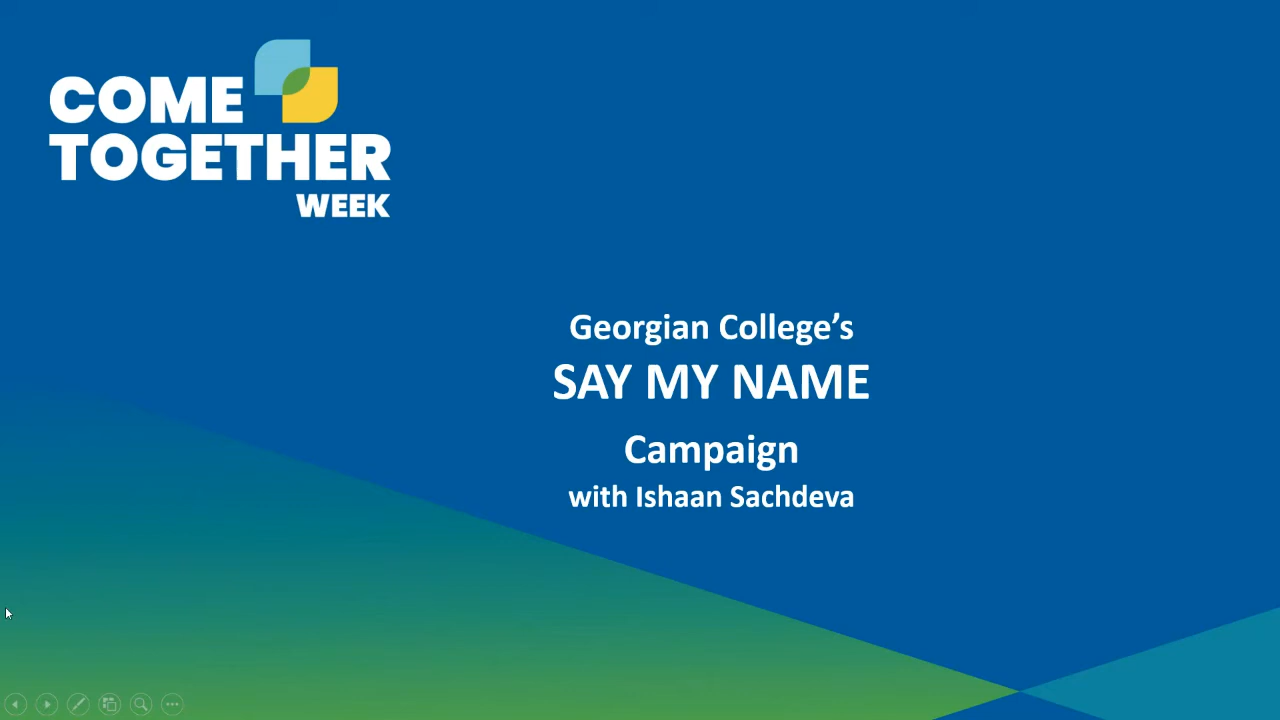 COME
TOGETHER
WEEK
Georgian College’s
SAY MY NAME
Campaign
with Ishaan Sachdeva